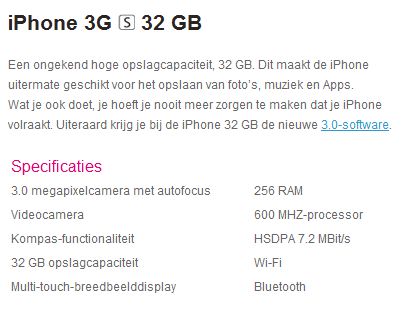 iPhone 3G S 32 GB
Een ongekend hoge opslagcapaciteit, 32 GB. Dit maakt de iPhone
uitermate geschikt voor het opslaan van foto's, muziek en Apps.
Wat je ook doet, je hoeft je nooit meer zorgen te maken dat je iPhone
volraakt. Uiteraard krijg je bij de iPhone 32 GB de nieuwe 3.0-software.
Specificaties
3.0 megapixelcamera met autofocus 256 RAM
Videocamera 600 MHZ-processor
Kompas-functionaliteit HSDPA 7.2 MBit/s
32 GB opslagcapaciteit Wi-Fi
Multi-touch-breedbeelddisplay Bluetooth